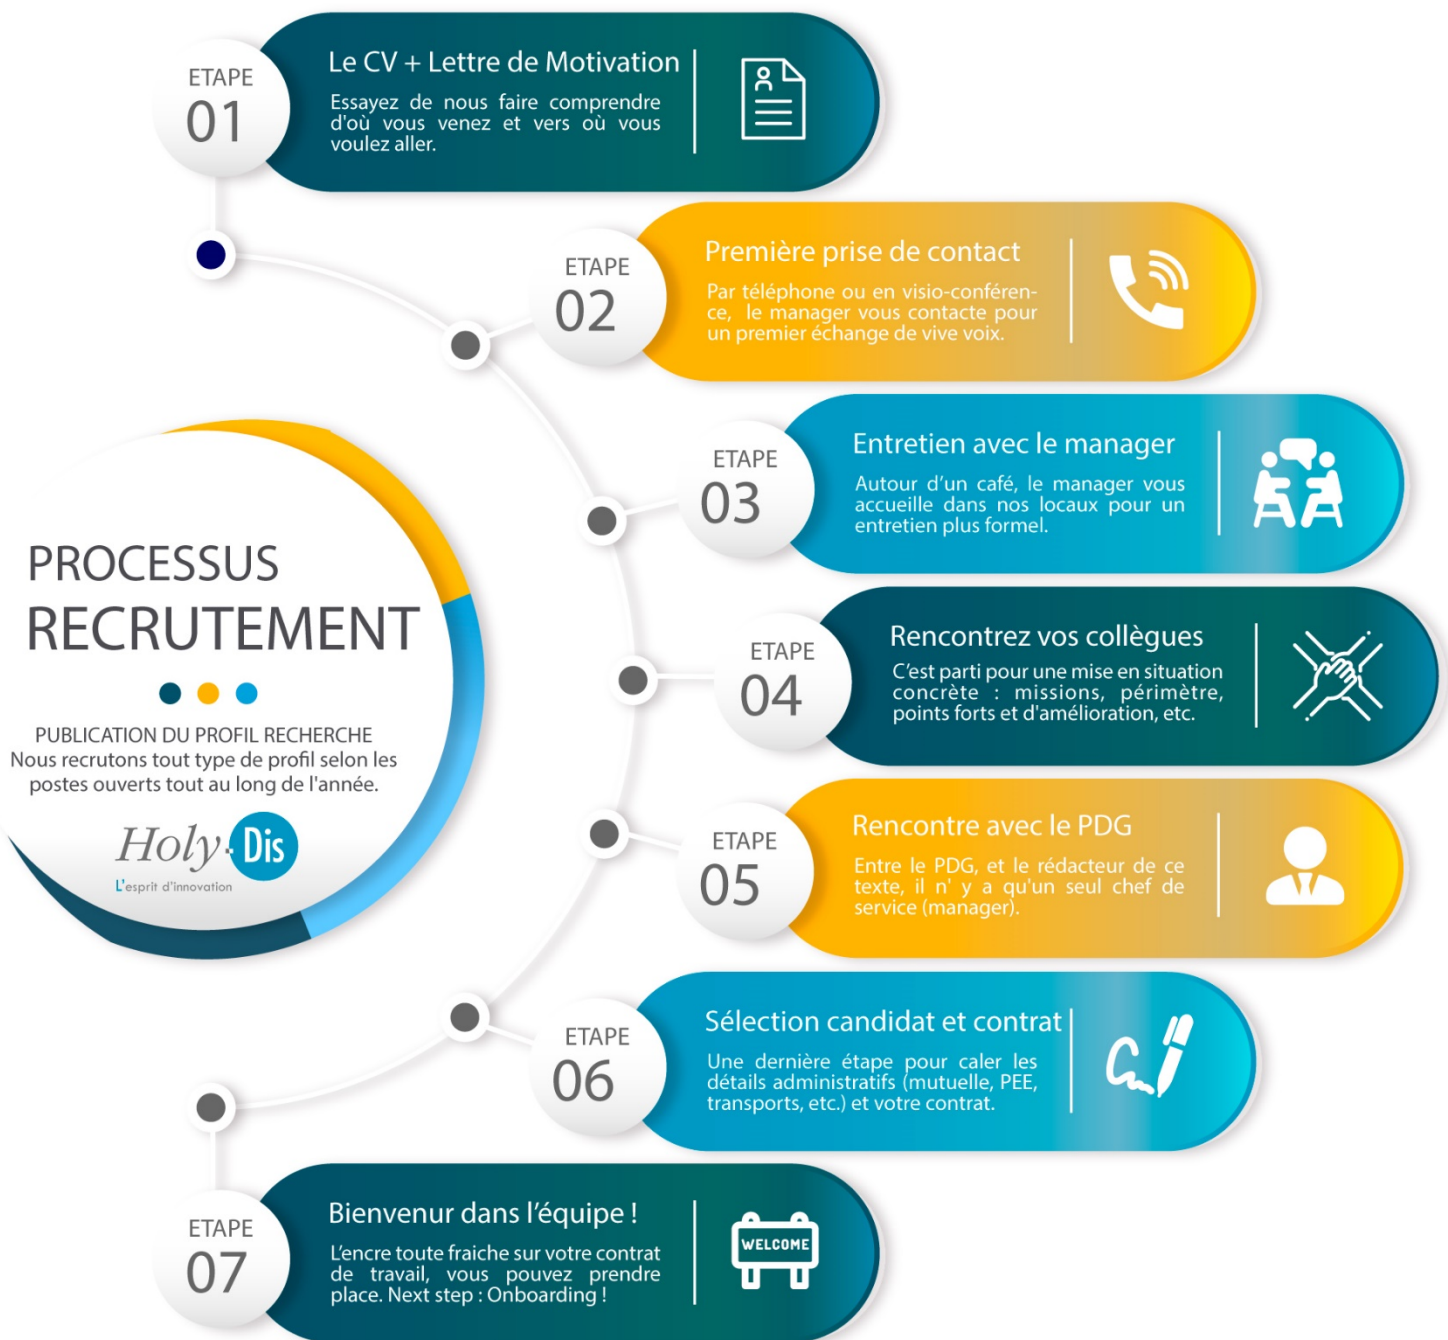 ETAPE
01
Le CV + Lettre de Motivation
Essayez de nous faire comprendre
d'où vous venez et vers où vous
voulez aller.
ETAPE
02
Première prise de contact
Par téléphone ou en visio-conféren-
ce, le manager vous contacte pour
un premier échange de vive voix.
ETAPE
03
Entretien avec le manager
Autour d'un café, le manager vous
accueille dans nos locaux pour un
entretien plus formel.
PROCESSUS
RECRUTEMENT
PUBLICATION DU PROFIL RECHERCHE
Nous recrutons tout type de profil selon les
postes ouverts tout au long de l'année.
Holy-Dis
L'esprit d'innovation
ETAPE
04
Rencontrez vos collègues
C'est parti pour une mise en situation
concrète : missions, périmètre,
points forts et d'amélioration, etc.
ETAPE
05
Rencontre avec le PDG
Entre le PDG, et le rédacteur de ce
texte, il n' y a qu'un seul chef de
service (manager).
ETAPE
06
Sélection candidat et contrat
Une dernière étape pour caler les
détails administratifs (mutuelle, PEE,
transports, etc.) et votre contrat.
ETAPE
07
Bienvenur dans l'équipe !
L'encre toute fraiche sur votre contrat
de travail, vous pouvez prendre
place. Next step : Onboarding !
WELCOME